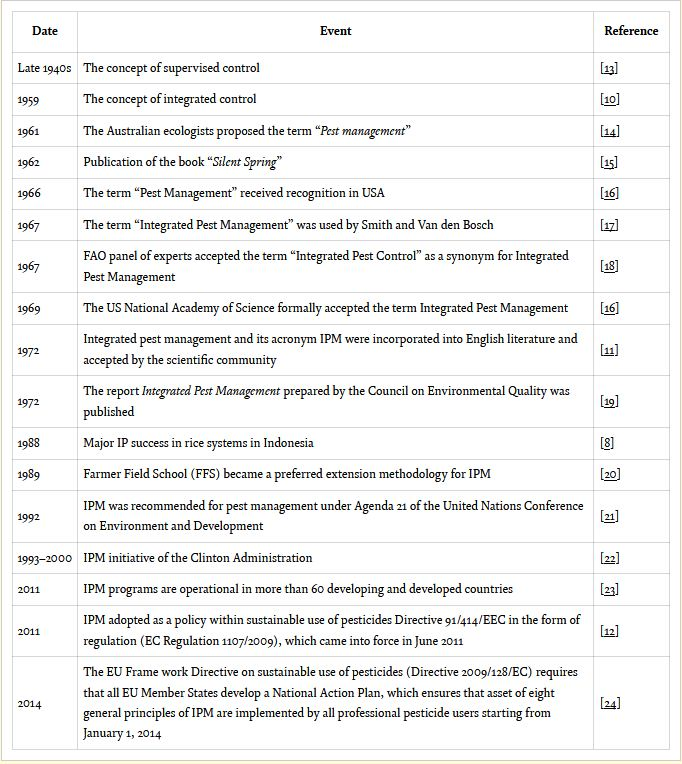 Date Event Reference
Late 1940s The concept of supervised control [13]
1959 The concept of integrated control [10]
1961 The Australian ecologists proposed the term “Pest management” [14]
1962 Publication of the book “Silent Spring” [15]
1966 The term “Pest Management” received recognition in USA [16]
1967 The term “Integrated Pest Management” was used by Smith and Van den Bosch [17]
1967 FAO panel of experts accepted the term “Integrated Pest Control” as a synonym for Integrated
Pest Management [18]
1969 The US National Academy of Science formally accepted the term Integrated Pest Management [16]
1972 Integrated pest management and its acronym IPM were incorporated into English literature and
accepted by the scientific community [11]
1972 The report Integrated Pest Management prepared by the Council on Environmental Quality was
published [19]
1988 Major IP success in rice systems in Indonesia [8]
1989 Farmer Field School (FFS) became a preferred extension methodology for IPM [20]
1992 IPM was recommended for pest management under Agenda 21 of the United Nations Conference
on Environment and Development [21]
1993–2000 IPM initiative of the Clinton Administration [22]
2011 IPM programs are operational in more than 60 developing and developed countries [23]
2011 IPM adopted as a policy within sustainable use of pesticides Directive 91/414/EEC in the form of
regulation (EC Regulation 1107/2009), which came into force in June 2011 [12]
2014 The EU Frame work Directive on sustainable use of pesticides (Directive 2009/128/EC) requires
that all EU Member States develop a National Action Plan, which ensures that asset of eight
general principles of IPM are implemented by all professional pesticide users starting from
January 1, 2014 [24]